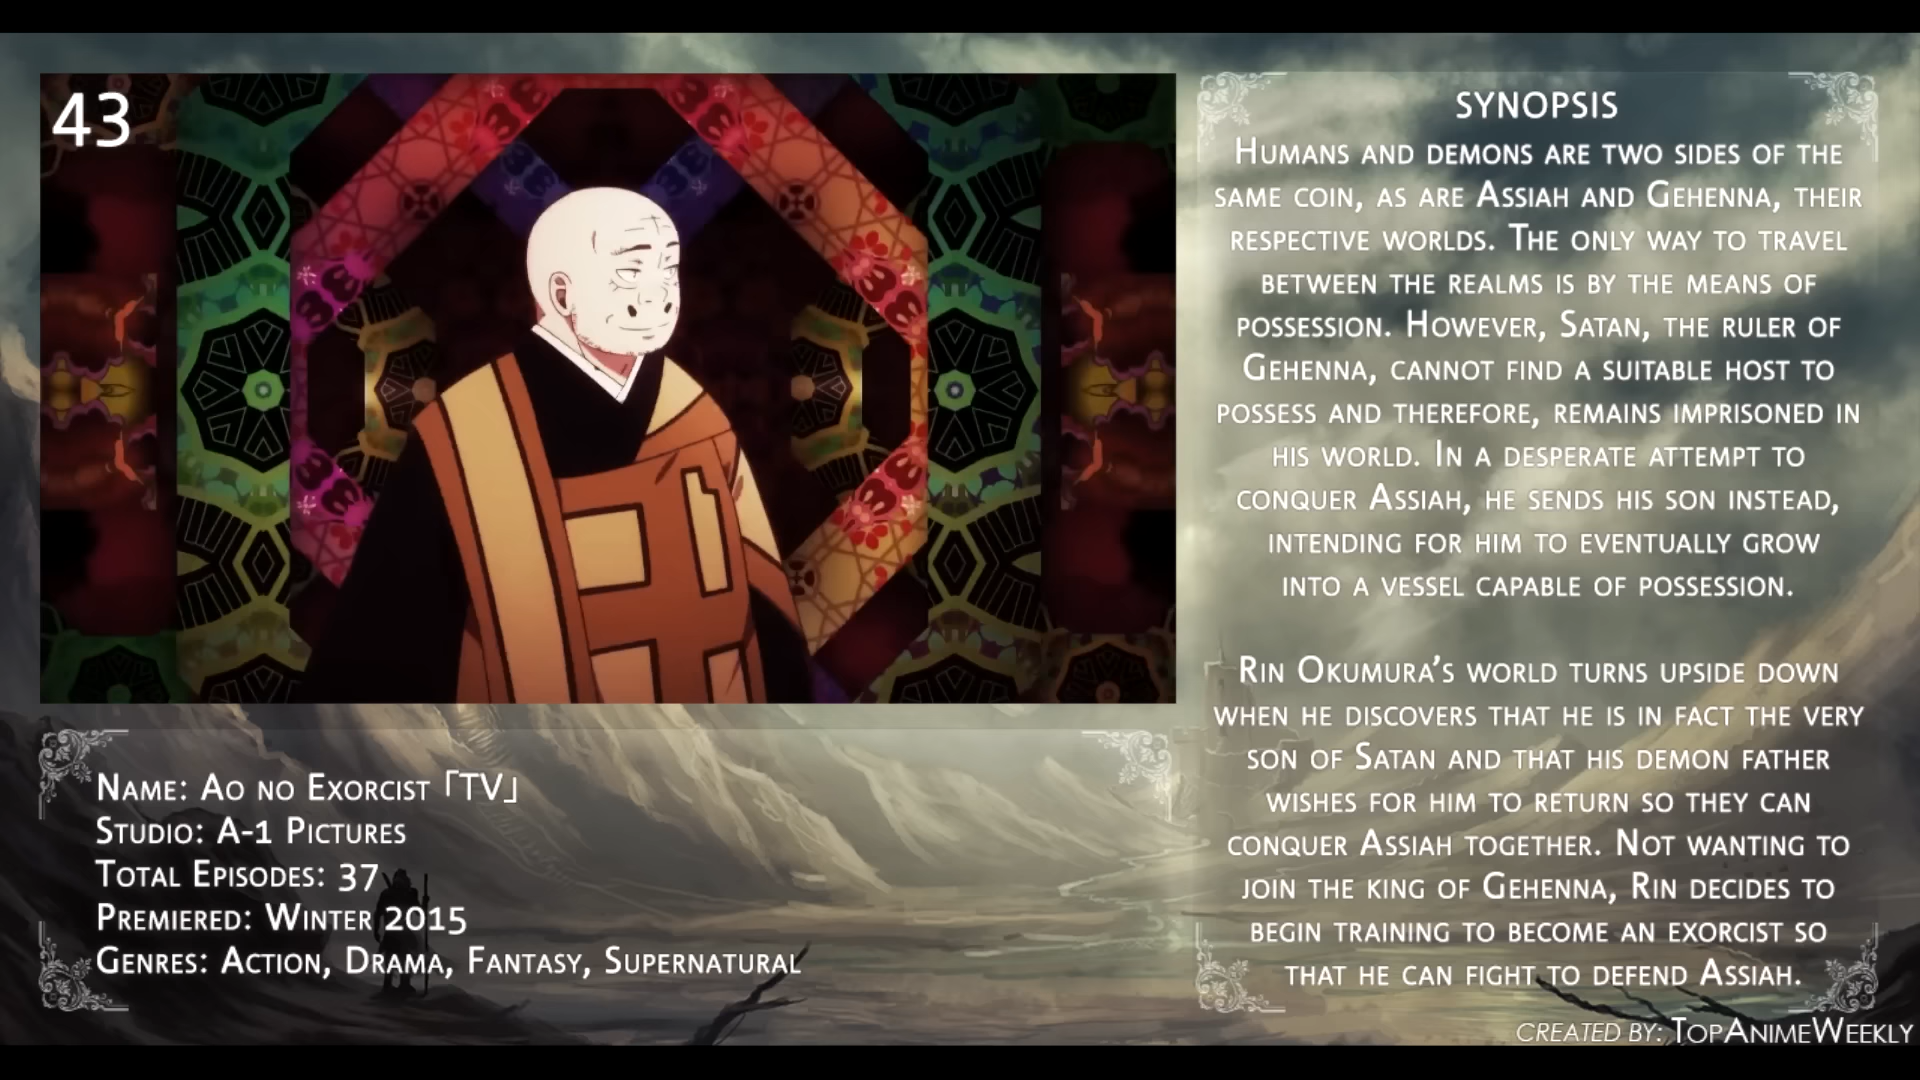 43
SYNOPSIS
Humans and demons are two sides of the
same coin, as are Assiah and Gehenna, their
respective worlds. The only way to travel
between the realms is by the means of
possession. However, Satan, the ruler of
Gehenna, cannot find a suitable host to
possess and therefore, remains imprisoned in
his world. In a desperate attempt to
conquer Assiah, he sends his son instead,
intending for him to eventually grow
into a vessel capable of possession.
Rin Okumura's world turns upside down
when he discovers that he is in fact the very
son of Satan and that his demon father
wishes for him to return so they can
conquer Assiah together. Not wanting to
join the king of Gehenna, Rin decides to
begin training to become an exorcist so
that he can fight to defend Assiah.
Name: Ao no Exorcist「TV」
Studio: A-1 Pictures
Total Episodes: 37
Premiered: Winter 2015
Genres: Action, Drama, Fantasy, Supernatural
CREATED BY: TopAnimeWeekly